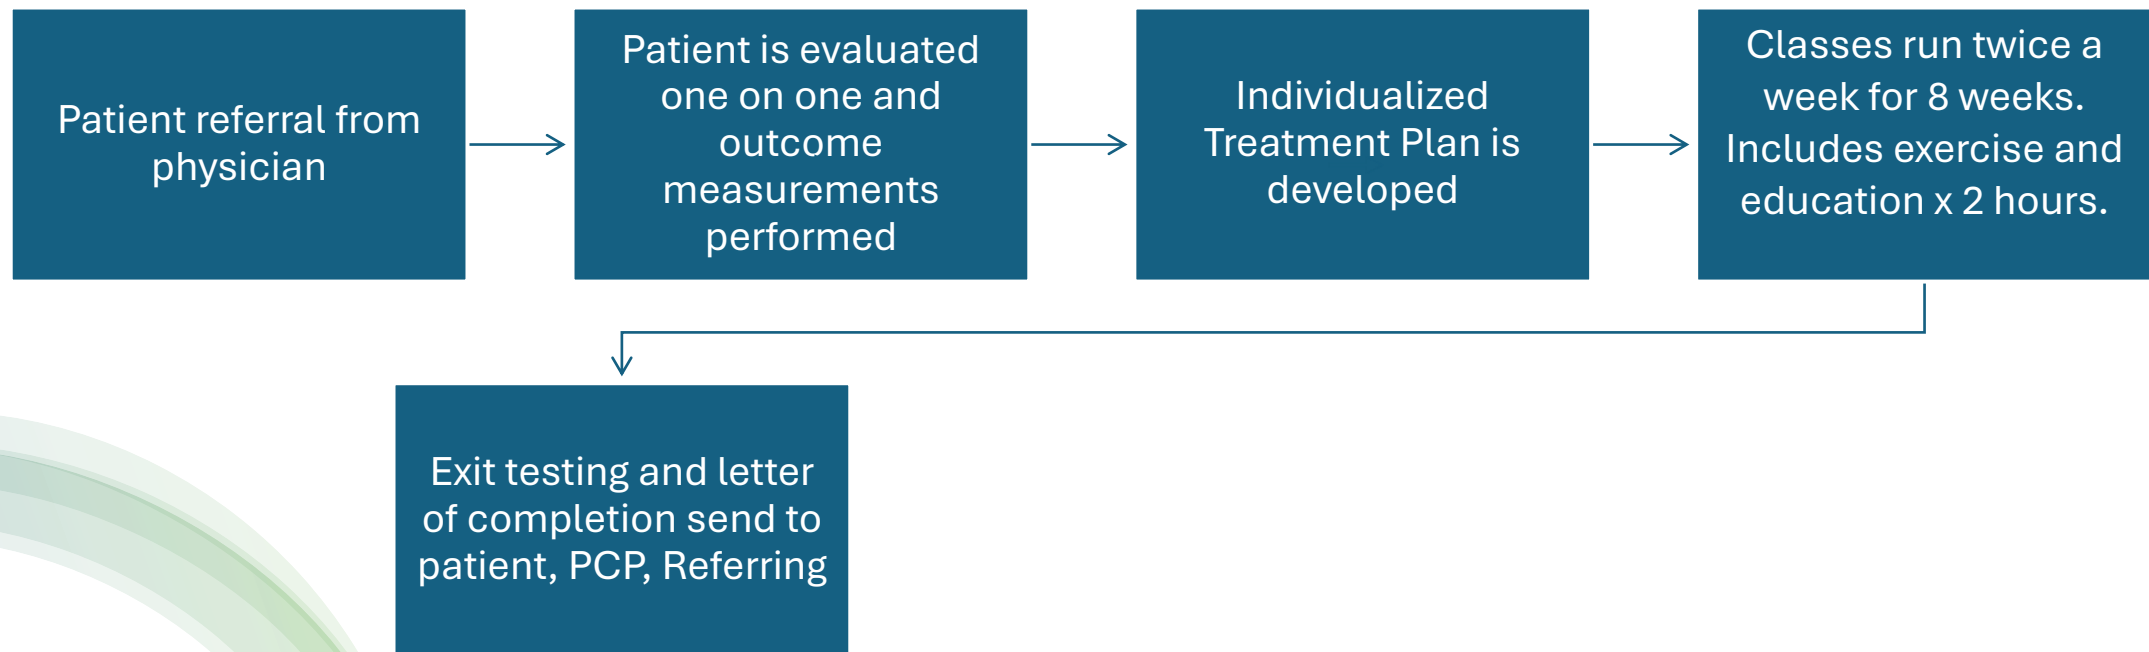 Patient referral from
physician
Patient is evaluated
one on one and
outcome
measurements
performed
Individualized
Treatment Plan is
developed
Classes run twice a
week for 8 weeks.
Includes exercise and
education x 2 hours.
Exit testing and letter
of completion send to
patient, PCP, Referring